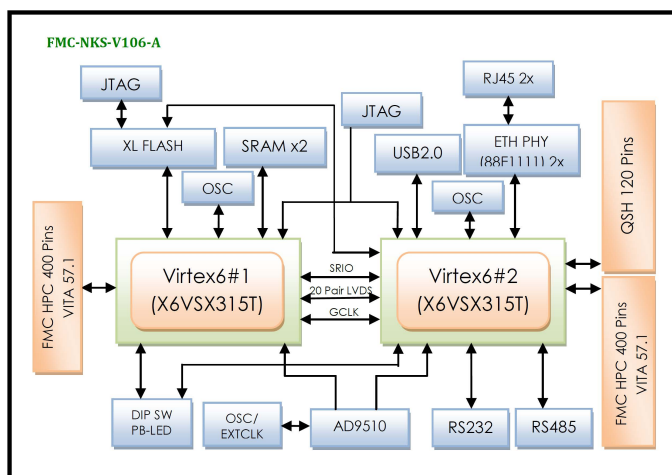 FMC-NKS-V106-A
JTAG
XL FLASH
OSC
SRAM x2
JTAG
USB2.0
RJ45 2x
ETH PHY
(88E1111) 2x
OSC
QSH 120 Pins
FMC HPC 400 Pins
VITA 57.1
Virtex6#1
(X6VSX315T)
SRIO
20 Pair LVDS
GCLK
Virtex6#2
(X6VSX315T)
FMC HPC 400 Pins
VITA 57.1
DIP SW
PB-LED
OSC/
EXTCLK
AD9510
RS232
RS485